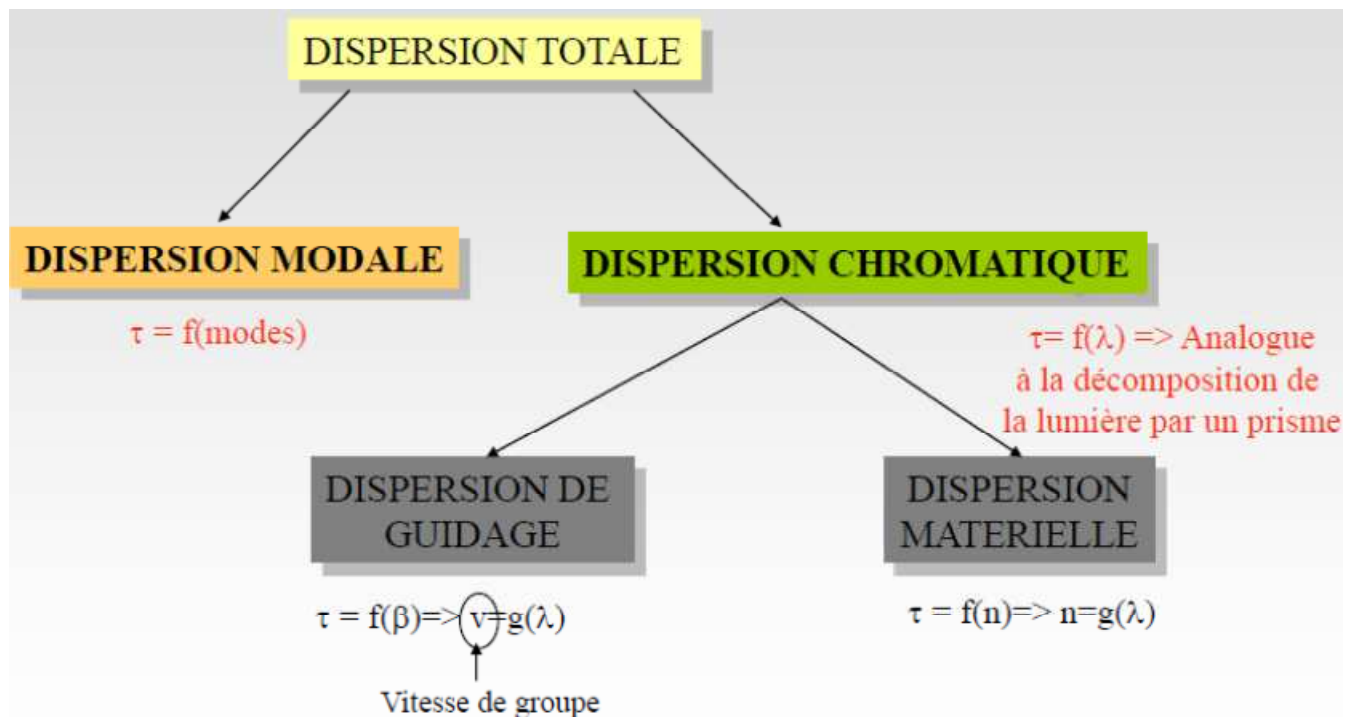 DISPERSION TOTALE
DISPERSION MODALE
τ = f(modes)
DISPERSION CHROMATIQUE
τ= f(λ) => Analogue
à la décomposition de
la lumière par un prisme
DISPERSION DE
GUIDAGE
τ = f(β)=> v=g(λ)
Vitesse de groupe
DISPERSION
MATERIELLE
τ = f(n)=> n=g(λ)